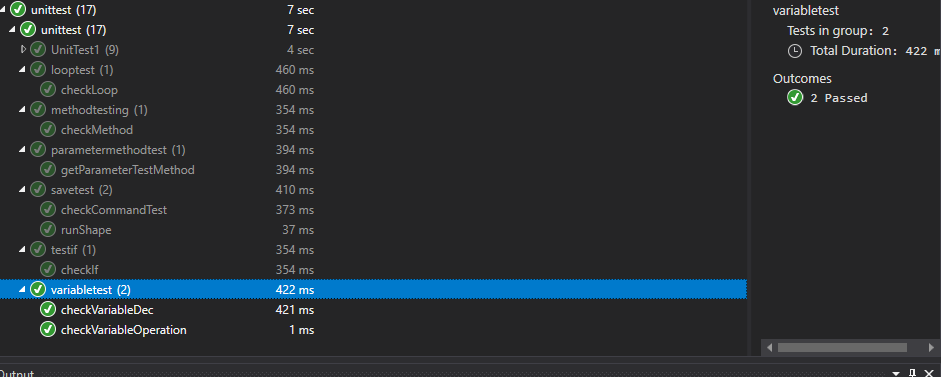 unittest (17) 7 sec
unittest (17) 7 sec
UnitTest1 (9) 4 sec
looptest (1) 460 ms
checkLoop 460 ms
methodtesting (1) 354 ms
checkMethod 354 ms
parametermethodtest (1) 394 ms
getParameterTestMethod 394 ms
savetest (2) 410 ms
checkCommandTest 373 ms
runShape 37 ms
testif (1) 354 ms
checkIf 354 ms
variabletest (2) 422 ms
checkVariableDec 421 ms
checkVariableOperation 1 ms
variabletest
Tests in group: 2
Total Duration: 422 m
Outcomes
2 Passed
Output